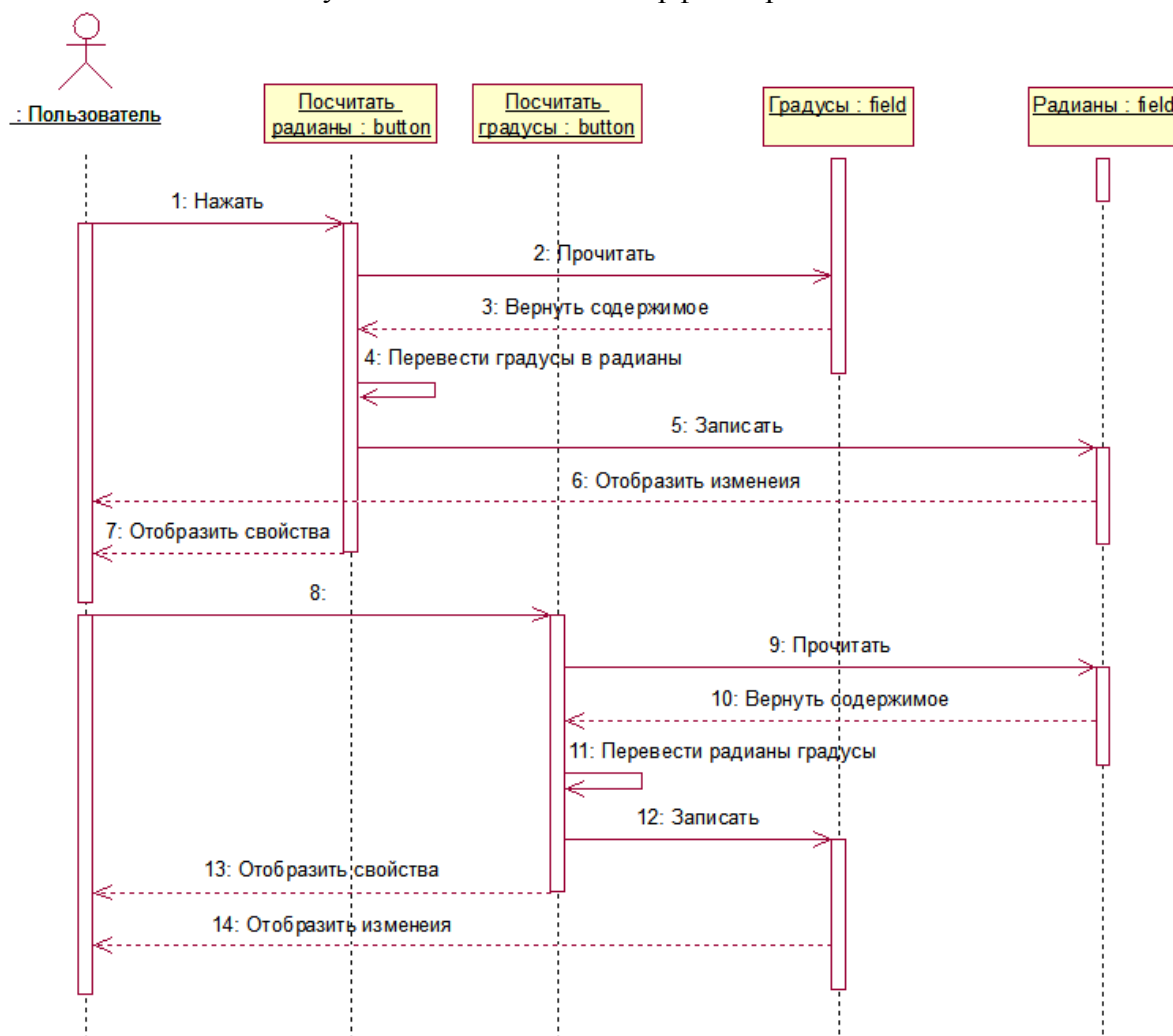 : Пользователь
Посчитать
радианы : button
Посчитать
градусы : button
Градусы : field
Радианы : field
1: Нажать
2: Прочитать
3: Вернуть содержимое
4: Перевести градусы в радианы
5: Записать
6: Отобразить изменеия
7: Отобразить свойства
8:
9: Прочитать
10: Вернуть содержимое
11: Перевести радианы градусы
12: Записать
13: Отобразить свойства
14: Отобразить изменеия